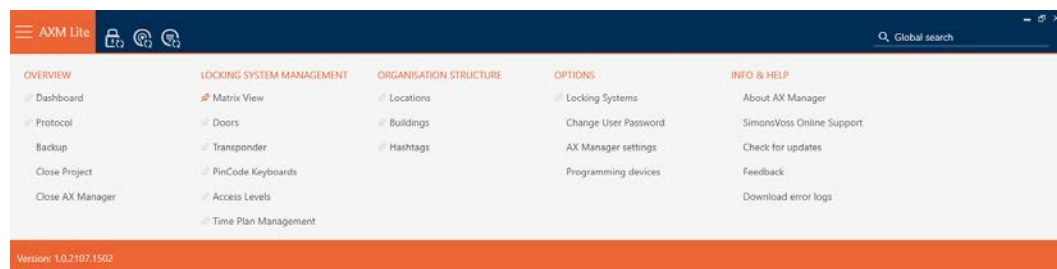 AXM Lite
Global search
OVERVIEW
Dashboard
Protocol
Backup
Close Project
Close AX Manager
LOCKING SYSTEM MANAGEMENT
Matrix View
Doors
Transponder
PinCode Keyboards
Access Levels
Time Plan Management
ORGANISATION STRUCTURE
Locations
Buildings
Hashtags
OPTIONS
Locking Systems
Change User Password
AX Manager settings
Programming devices
INFO & HELP
About AX Manager
SimonsVoss Online Support
Check for updates
Feedback
Download error logs
Version: 1.0.2107.1502